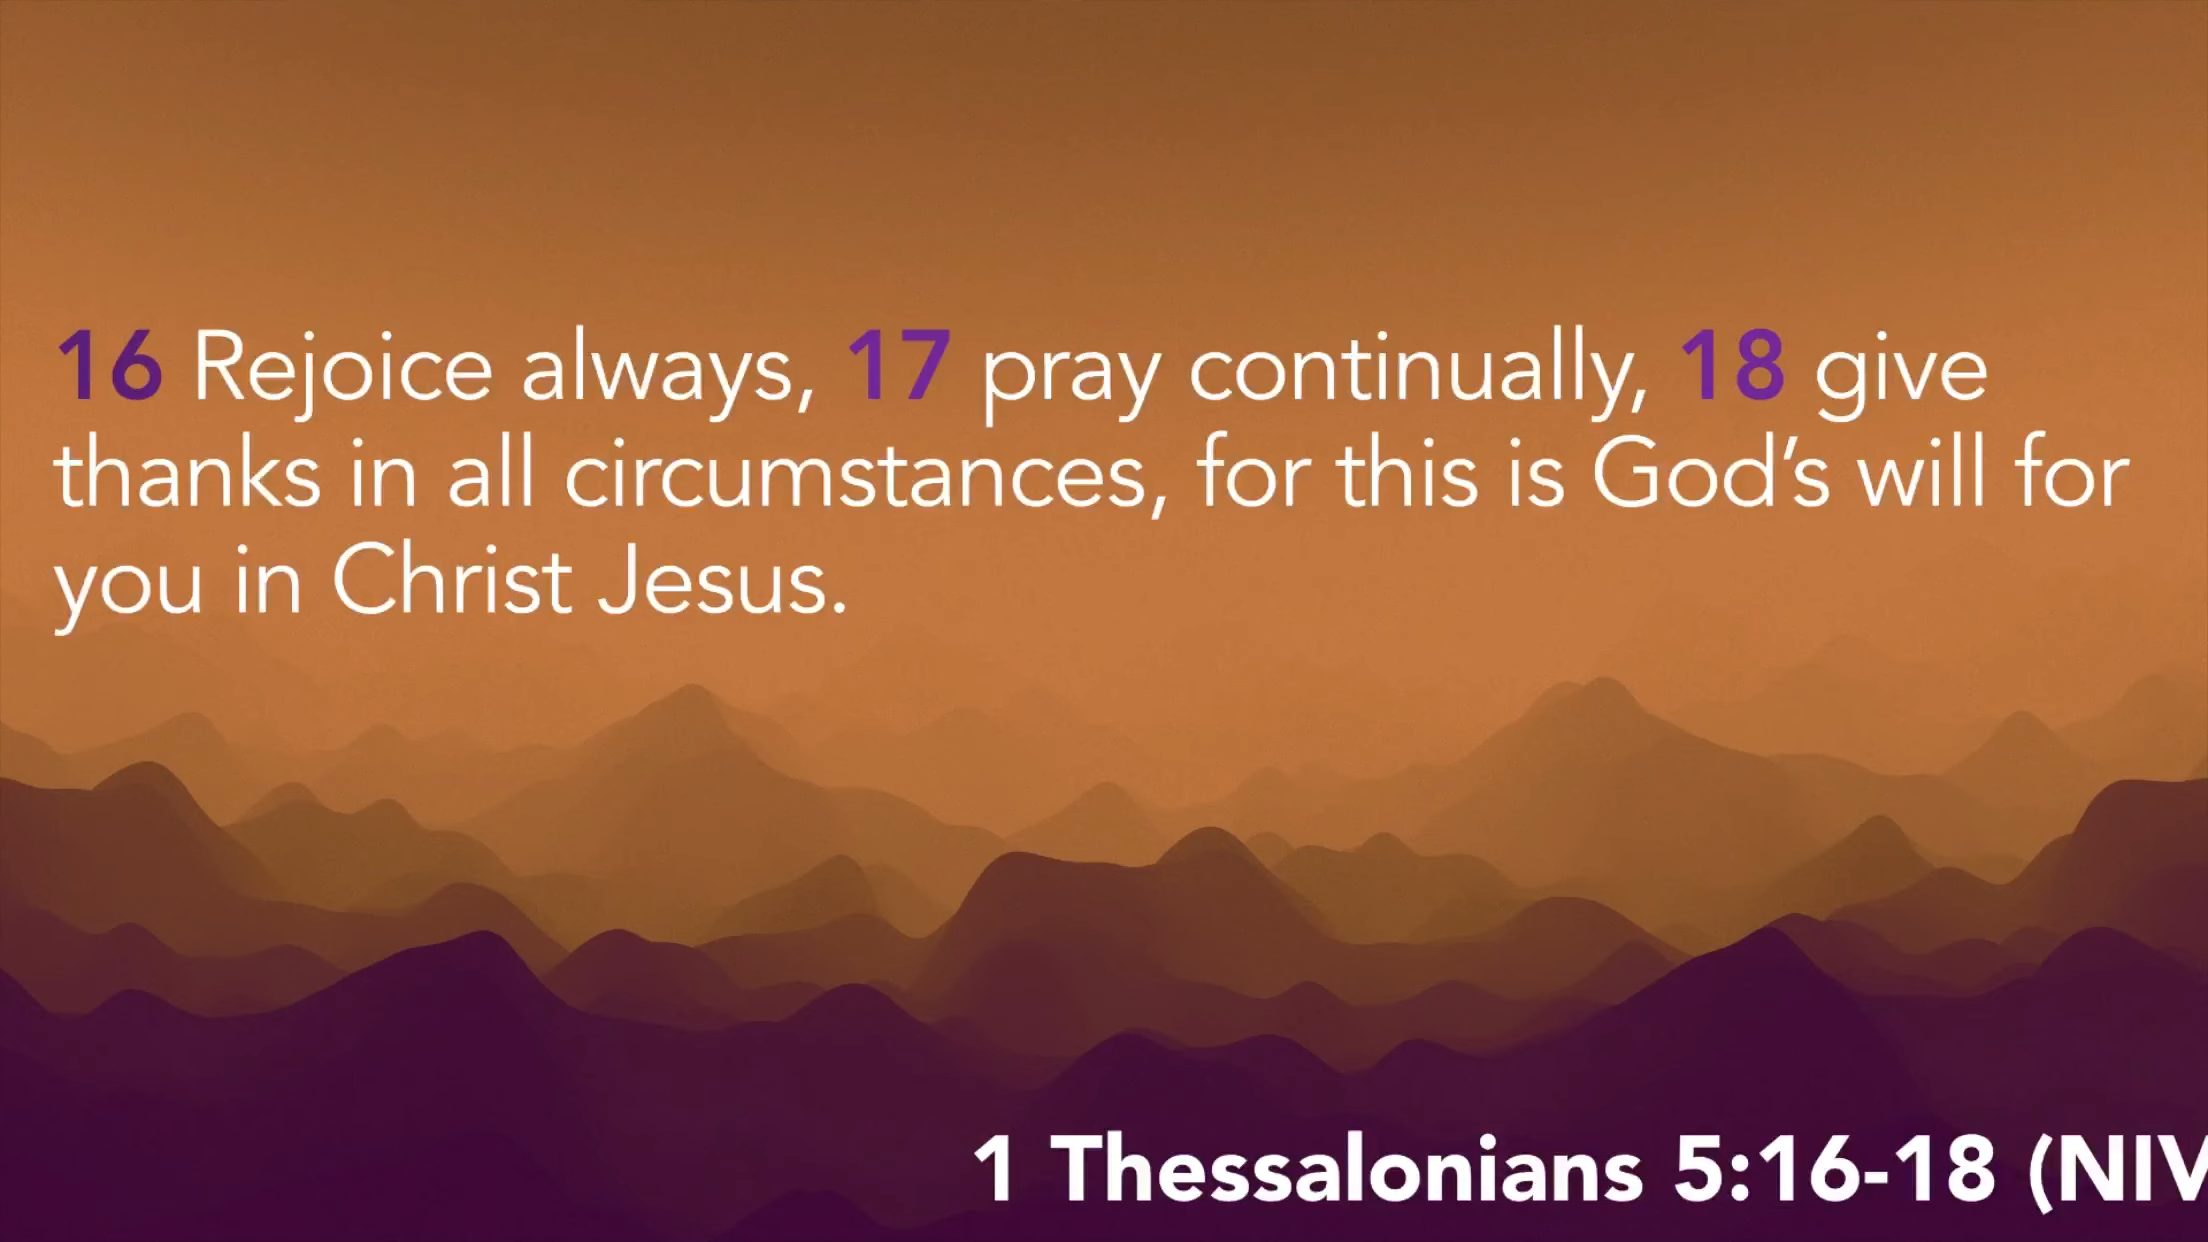 16 Rejoice always, 17 pray continually, 18 give
thanks in all circumstances, for this is God’s will for
you in Christ Jesus.
1 Thessalonians 5:16-18 (NIV